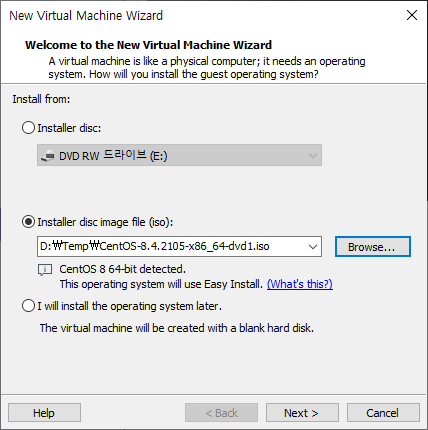 New Virtual Machine Wizard
Welcome to the New Virtual Machine Wizard
A virtual machine is like a physical computer; it needs an operating
system. How will you install the guest operating system?
Install from:
Installer disc:
DVD RW 드라이브 (E:)
Installer disc image file (iso):
D:₩Temp₩CentOS-8.4.2105-x86_64-dvd1.iso
Browse...
CentOS 8 64-bit detected.
This operating system will use Easy Install. (What's this?)
I will install the operating system later.
The virtual machine will be created with a blank hard disk.
Help
< Back
Next >
Cancel